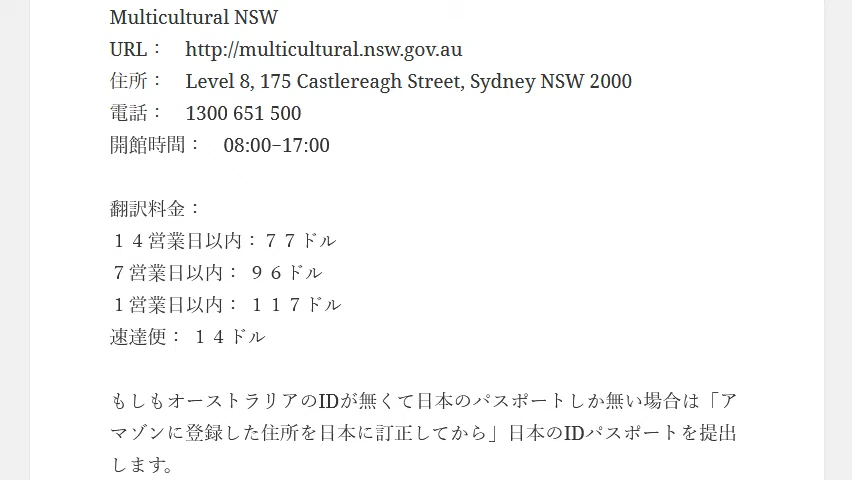 Multicultural NSW
URL： http://multicultural.nsw.gov.au
住所： Level 8, 175 Castlereagh Street, Sydney NSW 2000
電話： 1300 651 500
開館時間： 08:00−17:00
翻訳料金：
１４営業日以内：７７ドル
７営業日以内： ９６ドル
１営業日以内： １１７ドル
速達便： １４ドル
もしもオーストラリアのIDが無くて日本のパスポートしか無い場合は「ア
マゾンに登録した住所を日本に訂正してから」日本のIDパスポートを提出
します。